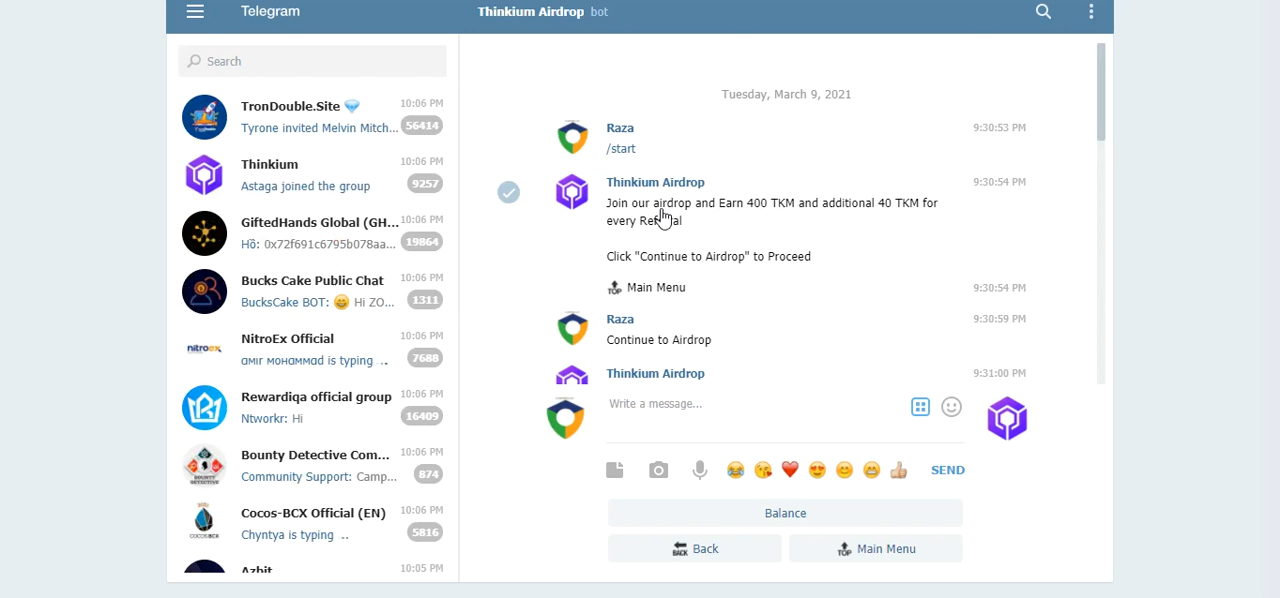 Telegram
Thinkium Airdrop bot
Search
TronDouble.Site 💎 10:06 PM
Tyrone invited Melvin Mitch... 56414
Thinkium 10:06 PM
Astaga joined the group 9257
GiftedHands Global (GH... 10:06 PM
Hồ: 0x72f691c6795b078aa... 19864
Bucks Cake Public Chat 10:06 PM
BucksCake BOT: 😄 Hi ZO... 1311
NitroEx Official 10:06 PM
nitroex
αмιr мoнαммαd is typing .. 7688
Rewardiqa official group 10:06 PM
Ntworkr: Hi 16409
Bounty Detective Com... 10:06 PM
BOUNTY DETECTIVE
Community Support: Camp... 874
Cocos-BCX Official (EN) 10:06 PM
COCOS BCX
Chyntya is typing .. 5816
Azbit 10:05 PM
Tuesday, March 9, 2021
Raza 9:30:53 PM
/start
Thinkium Airdrop 9:30:54 PM
Join our airdrop and Earn 400 TKM and additional 40 TKM for
every Referral
Click "Continue to Airdrop" to Proceed
🔝 Main Menu 9:30:54 PM
Raza 9:30:59 PM
Continue to Airdrop
Thinkium Airdrop 9:31:00 PM
Write a message...
SEND
Balance
🔙 Back
🔝 Main Menu